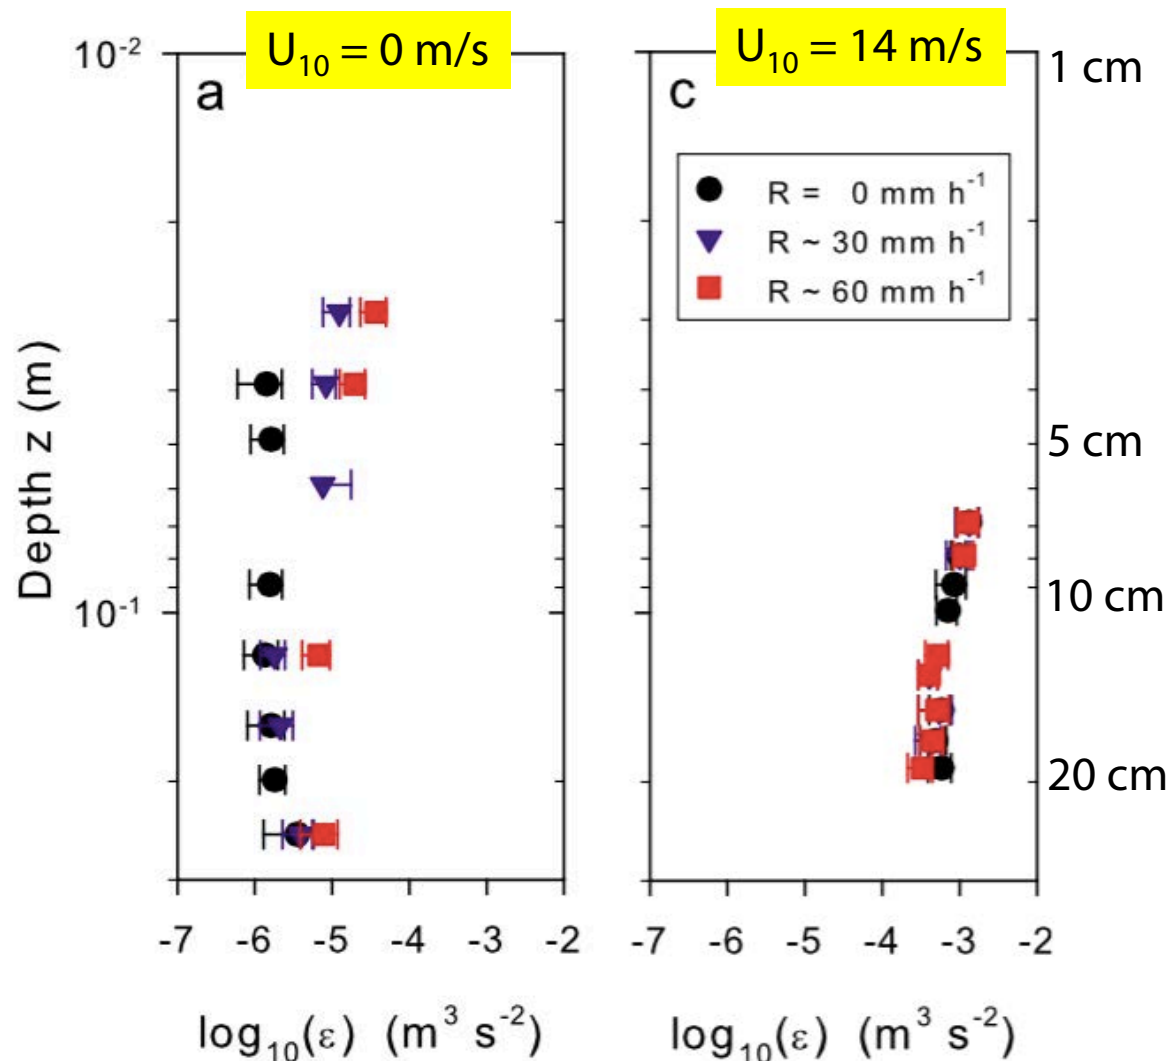 U₁₀ = 0 m/s
U₁₀ = 14 m/s
10⁻²
a
c
1 cm
R = 0 mm h⁻¹
R ~ 30 mm h⁻¹
R ~ 60 mm h⁻¹
Depth z (m)
5 cm
10⁻¹
10 cm
20 cm
-7 -6 -5 -4 -3 -2
-7 -6 -5 -4 -3 -2
log₁₀(ε) (m³ s⁻²)
log₁₀(ε) (m³ s⁻²)